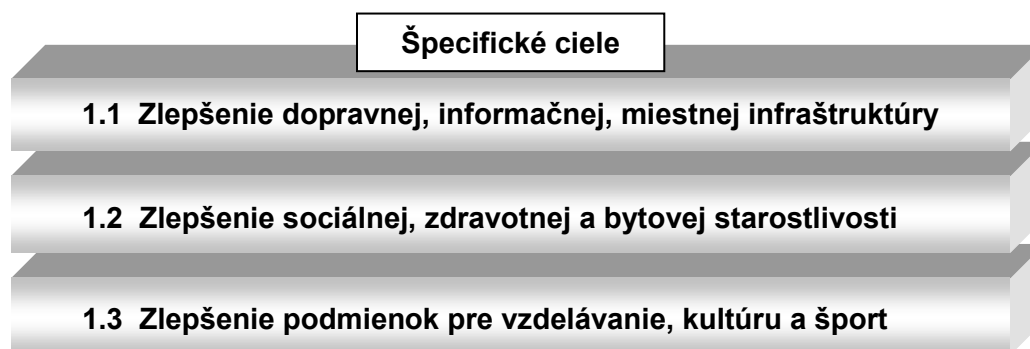 Špecifické ciele
1.1 Zlepšenie dopravnej, informačnej, miestnej infraštruktúry
1.2 Zlepšenie sociálnej, zdravotnej a bytovej starostlivosti
1.3 Zlepšenie podmienok pre vzdelávanie, kultúru a šport